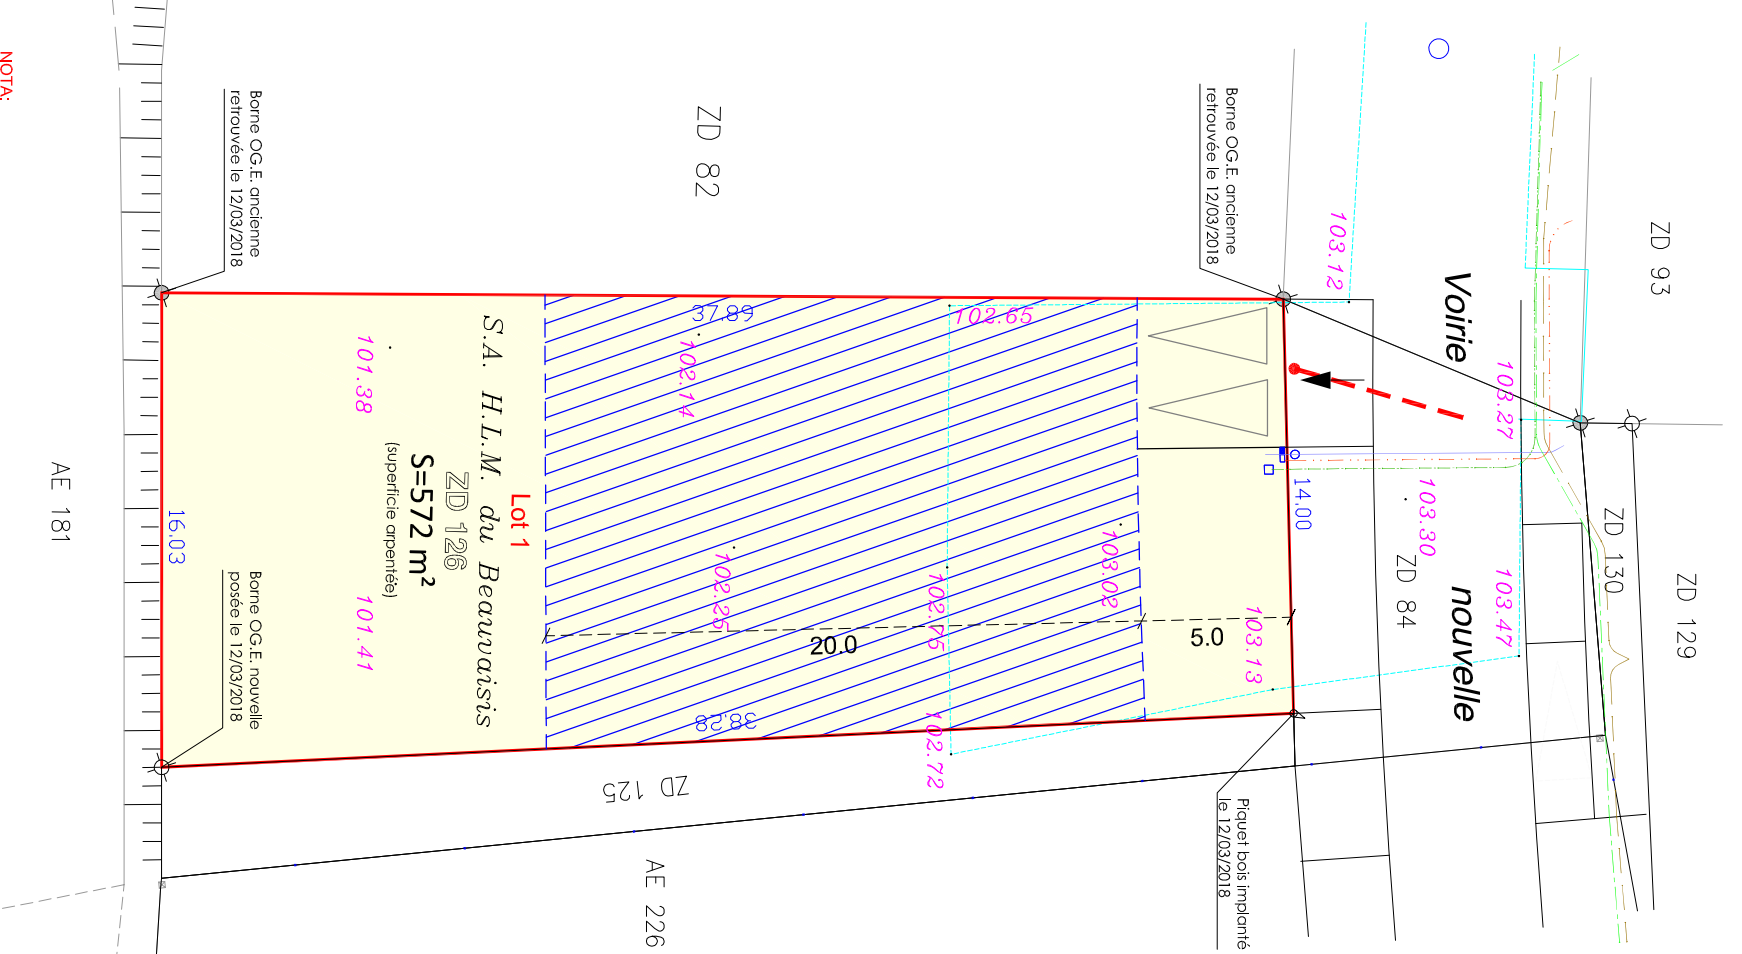 NOTA:
Borne OG.E. ancienne
retrouvée le 12/03/2018
ZD 82
Borne OG.E. ancienne
retrouvée le 12/03/2018
103.12
Voirie
nouvelle
ZD 93
103.27
37.89
102.65
102.14
101.38
S.A. H.L.M. du Beauvaisis
Lot 1
ZD 126
S=572 m²
(superficie arpentée)
AE 181
16.03
14.00
103.30
ZD 84
103.47
ZD 130
ZD 129
103.02
102.25
102.76
103.13
101.41
20.0
5.0
38.28
102.72
Borne OG.E. nouvelle
posée le 12/03/2018
ZD 125
AE 226
Piquet bois implanté
le 12/03/2018